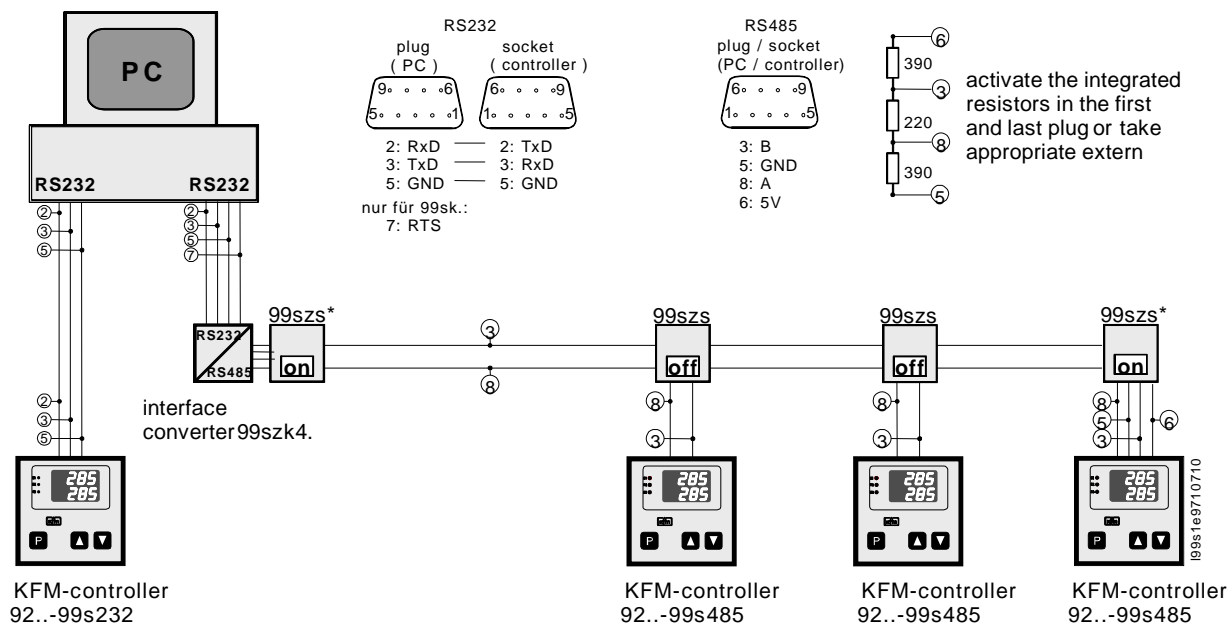 PC
RS232
RS232
RS232
plug
( PC )
socket
( controller )
9 6
5 1
6 9
1 5
2: RxD 2: TxD
3: TxD 3: RxD
5: GND 5: GND
nur für 99sk.:
7: RTS
RS485
plug / socket
(PC / controller)
6 9
1 5
3: B
5: GND
8: A
6: 5V
6
390
3
220
8
390
5
activate the integrated
resistors in the first
and last plug or take
appropriate extern
2
3
5
2
3
5
7
RS232
RS485
interface
converter 99szk4.
99szs*
on
3
8
99szs
off
99szs
off
99szs*
on
2
3
5
8
3
8
3
8
5
3
6
285
285
P
KFM-controller
92..-99s232
285
285
P
KFM-controller
92..-99s485
285
285
P
KFM-controller
92..-99s485
285
285
P
KFM-controller
92..-99s485
l99s1e9710710